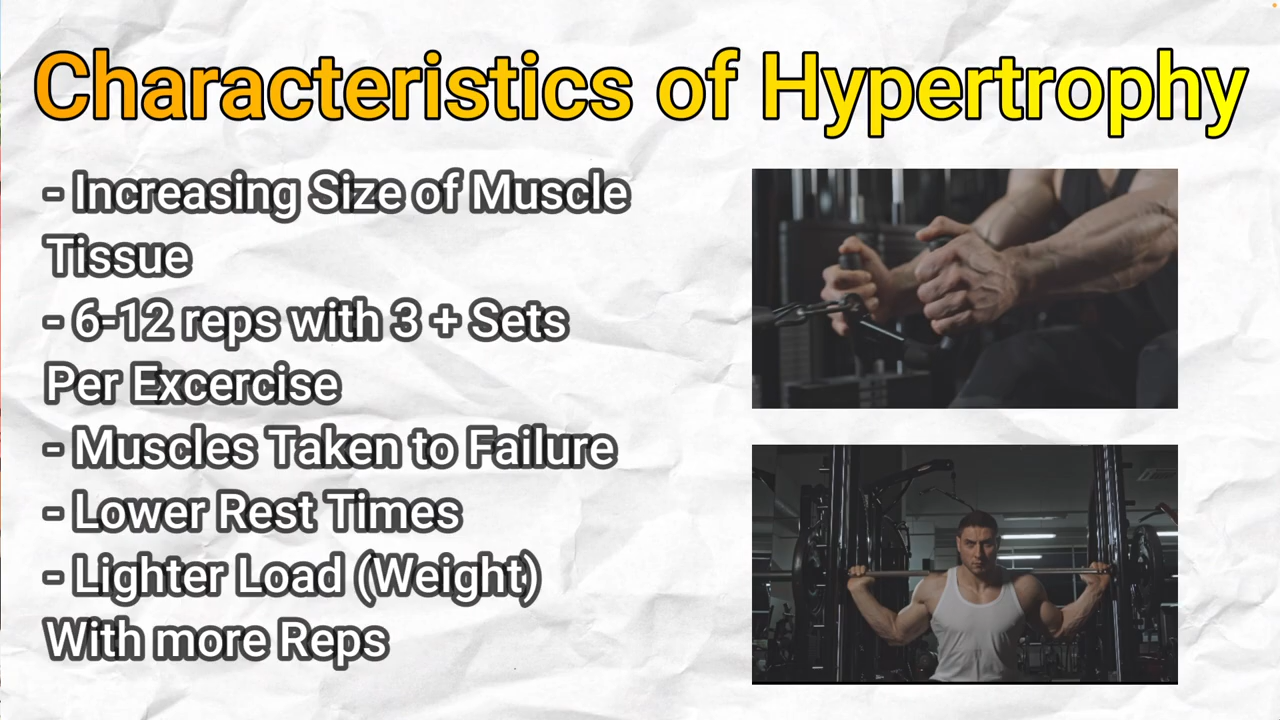 Characteristics of Hypertrophy
- Increasing Size of Muscle
Tissue
- 6-12 reps with 3 + Sets
Per Excercise
- Muscles Taken to Failure
- Lower Rest Times
- Lighter Load (Weight)
With more Reps